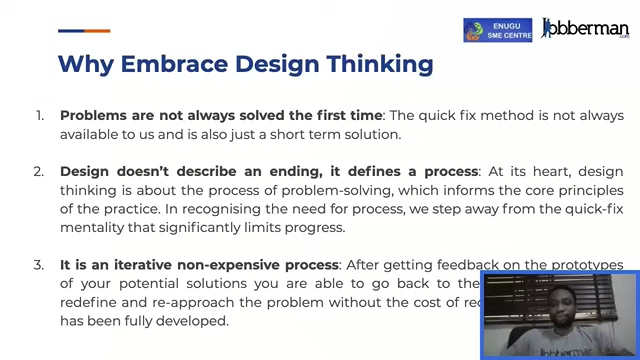 ENUGU
SME CENTRE
Jobberman
.com
Why Embrace Design Thinking
1. Problems are not always solved the first time: The quick fix method is not always
available to us and is also just a short term solution.
2. Design doesn't describe an ending, it defines a process: At its heart, design
thinking is about the process of problem-solving, which informs the core principles
of the practice. In recognising the need for process, we step away from the quick-fix
mentality that significantly limits progress.
3. It is an iterative non-expensive process: After getting feedback on the prototypes
of your potential solutions you are able to go back to the
redefine and re-approach the problem without the cost of
has been fully developed.
Jobberman